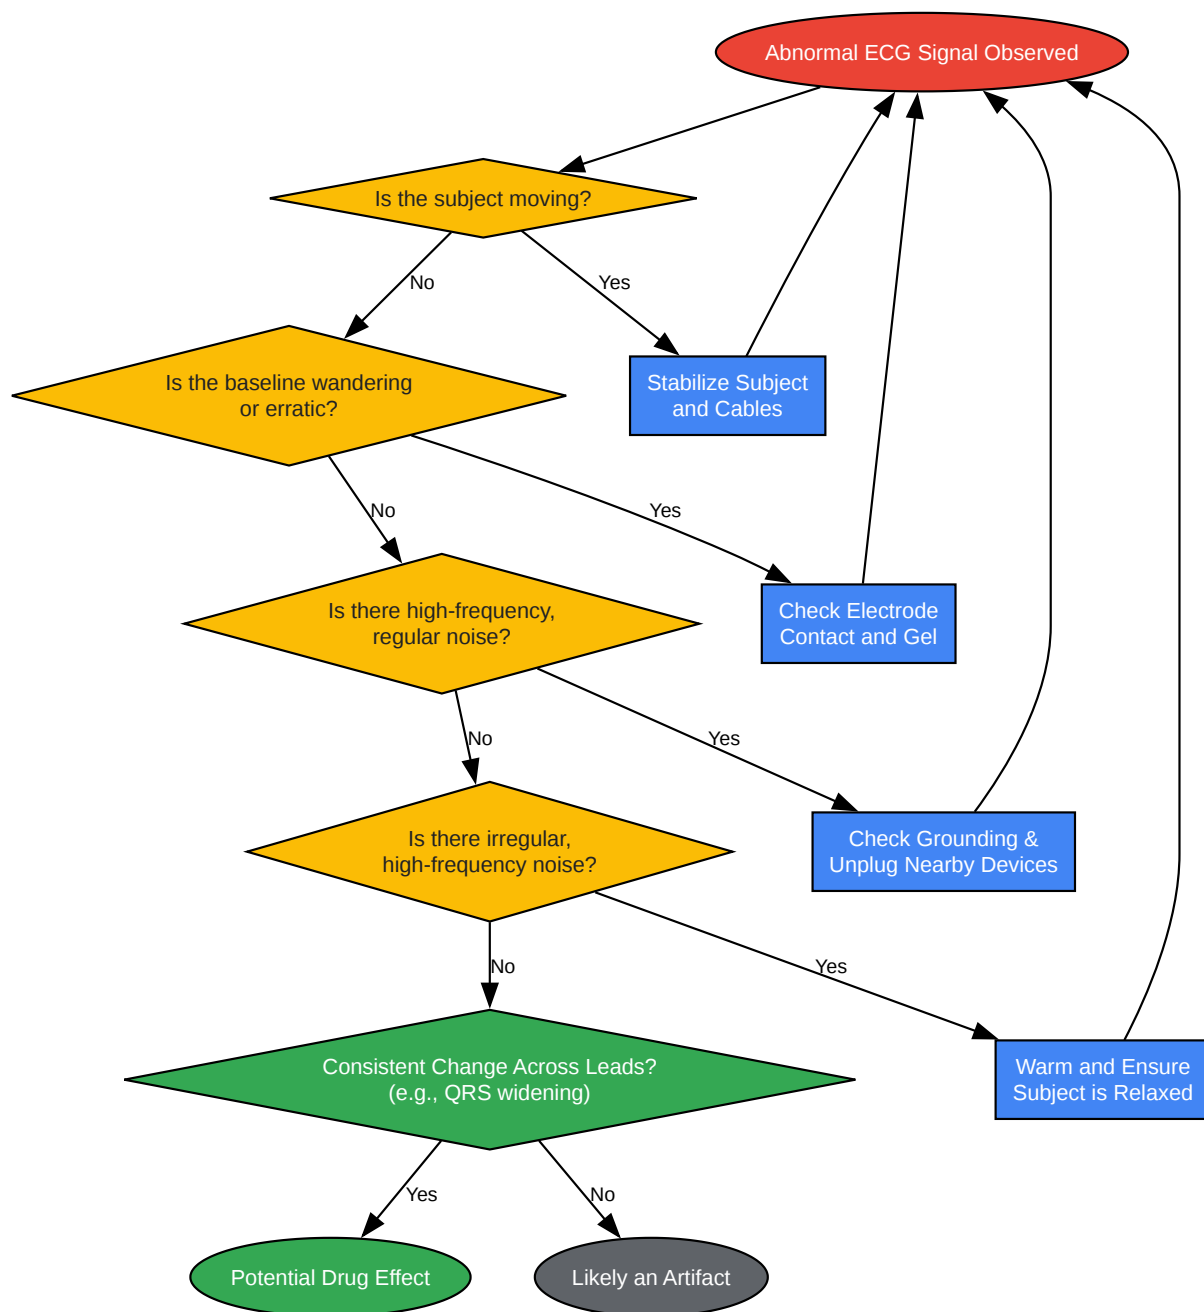 Abnormal ECG Signal Observed
Is the subject moving?
No
Yes
Is the baseline wandering
or erratic?
Stabilize Subject
and Cables
No
Yes
Is there high-frequency,
regular noise?
Check Electrode
Contact and Gel
No
Yes
Is there irregular,
high-frequency noise?
Check Grounding &
Unplug Nearby Devices
No
Yes
Consistent Change Across Leads?
(e.g., QRS widening)
Warm and Ensure
Subject is Relaxed
Yes
No
Potential Drug Effect
Likely an Artifact